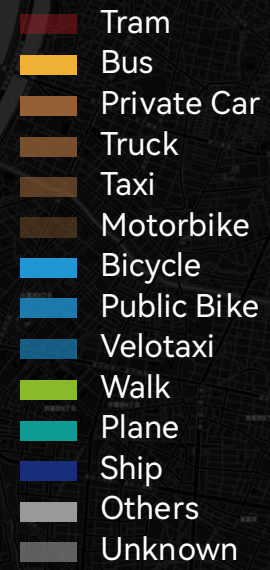 Tram
Bus
Private Car
Truck
Taxi
Motorbike
Bicycle
Public Bike
Velotaxi
Walk
Plane
Ship
Others
Unknown